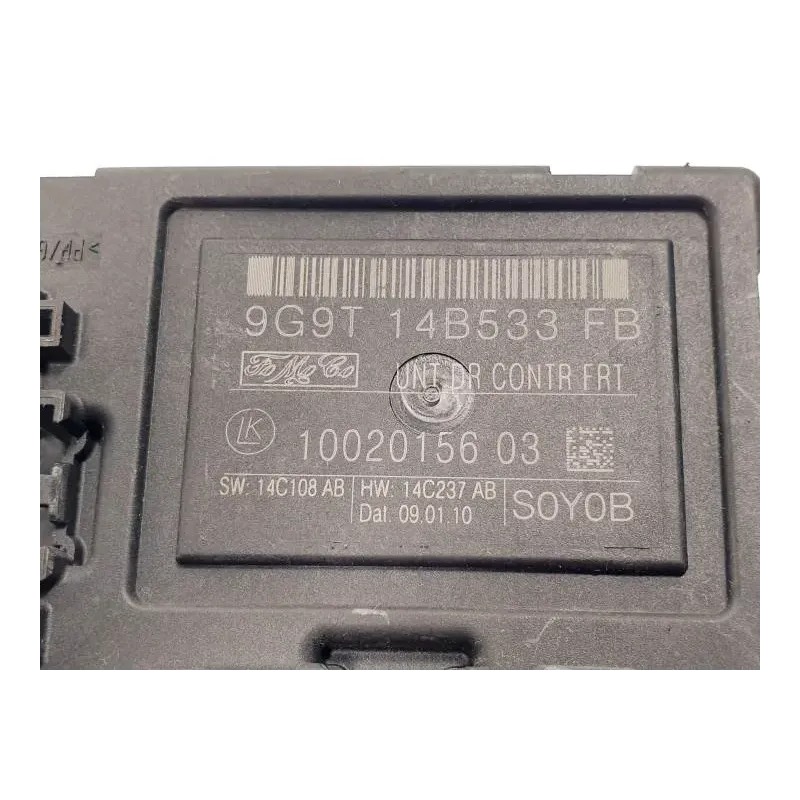 9G9T 14B533 FB
FoMoCo UNT DR CONTR FRT
LK 10020156 03
SW: 14C108 AB HW: 14C237 AB S0Y0B
Dat. 09.01.10